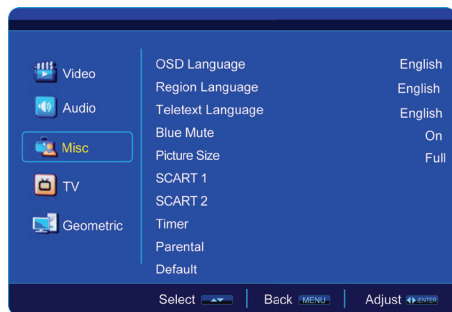 Video
Audio
Misc
TV
Geometric
OSD Language English
Region Language English
Teletext Language English
Blue Mute On
Picture Size Full
SCART 1
SCART 2
Timer
Parental
Default
Select Back MENU Adjust ENTER